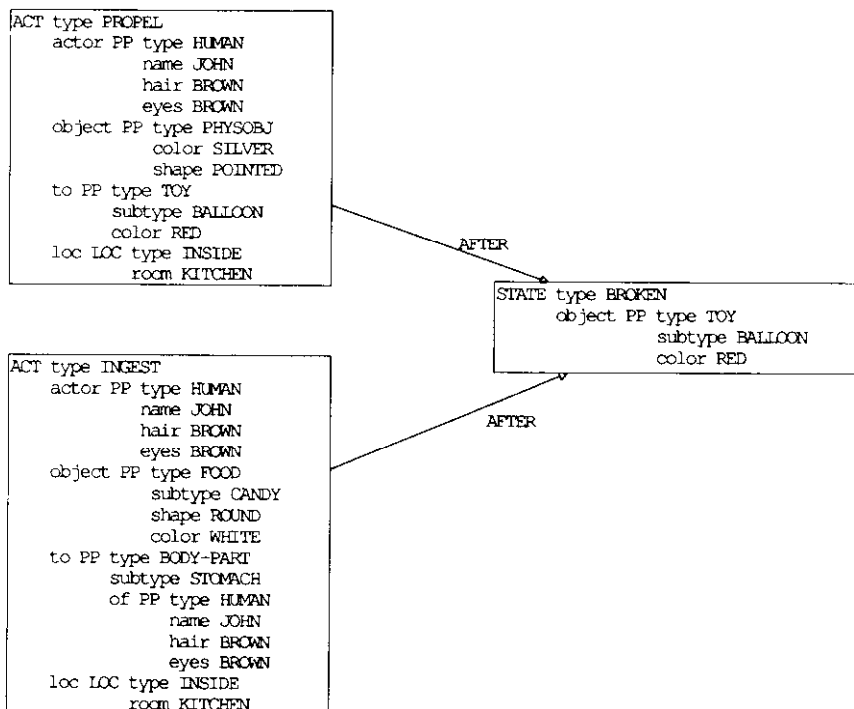 ACT type PROPEL
actor PP type HUMAN
name JOHN
hair BROWN
eyes BROWN
object PP type PHYSOBJ
color SILVER
shape POINTED
to PP type TOY
subtype BALLOON
color RED
loc LOC type INSIDE
room KITCHEN
AFTER
STATE type BROKEN
object PP type TOY
subtype BALLOON
color RED
ACT type INGEST
actor PP type HUMAN
name JOHN
hair BROWN
eyes BROWN
object PP type FOOD
subtype CANDY
shape ROUND
color WHITE
to PP type BODY-PART
subtype STOMACH
of PP type HUMAN
name JOHN
hair BROWN
eyes BROWN
loc LOC type INSIDE
room KITCHEN
AFTER